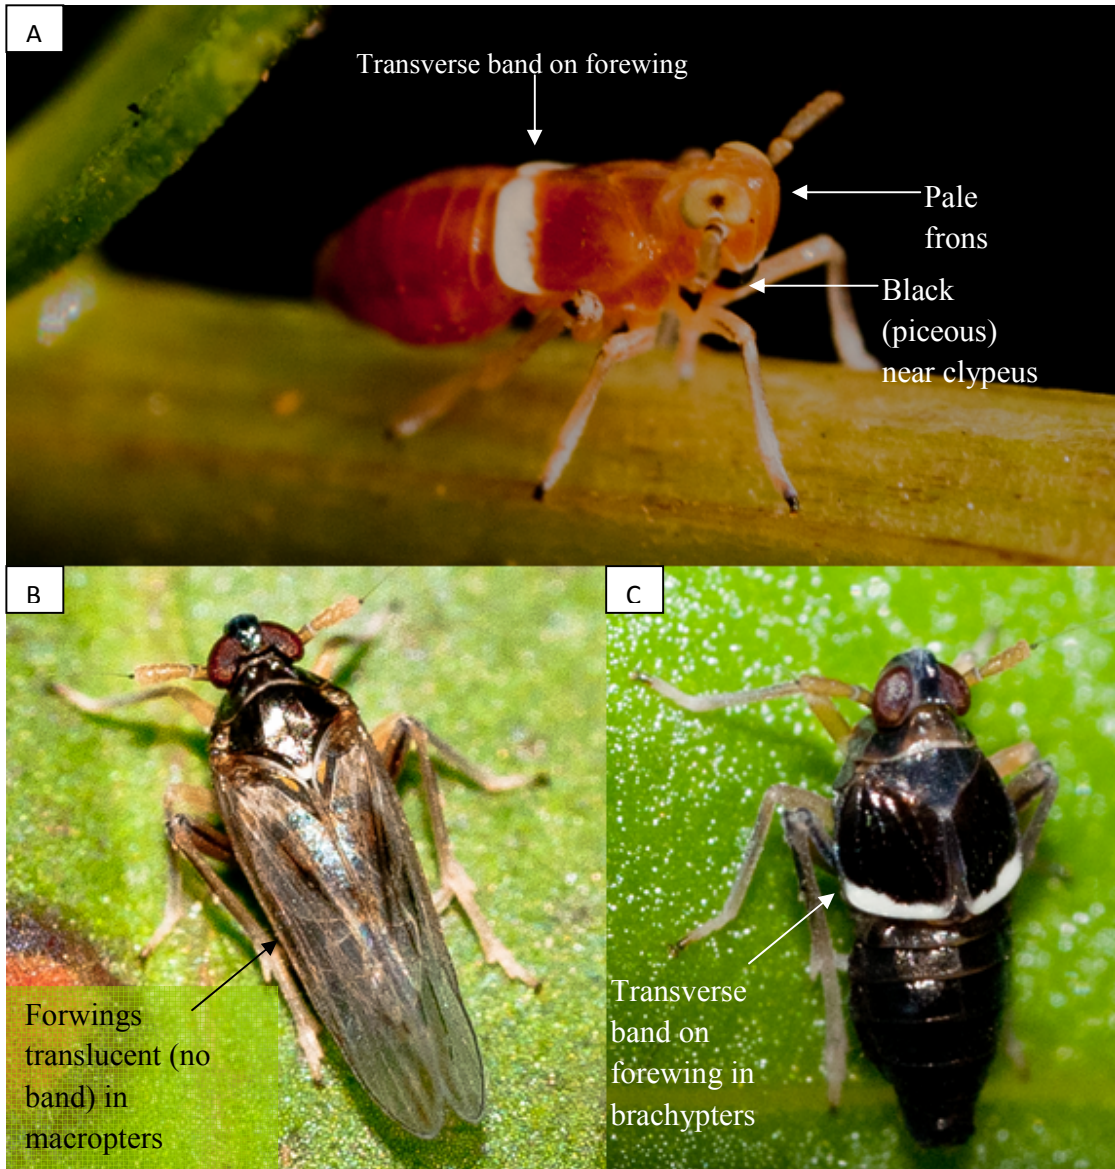 A
Transverse band on forewing
Pale
frons
Black
(piceous)
near clypeus
B
Forwings
translucent (no
band) in
macropters
C
Transverse
band on
forewing in
brachypters